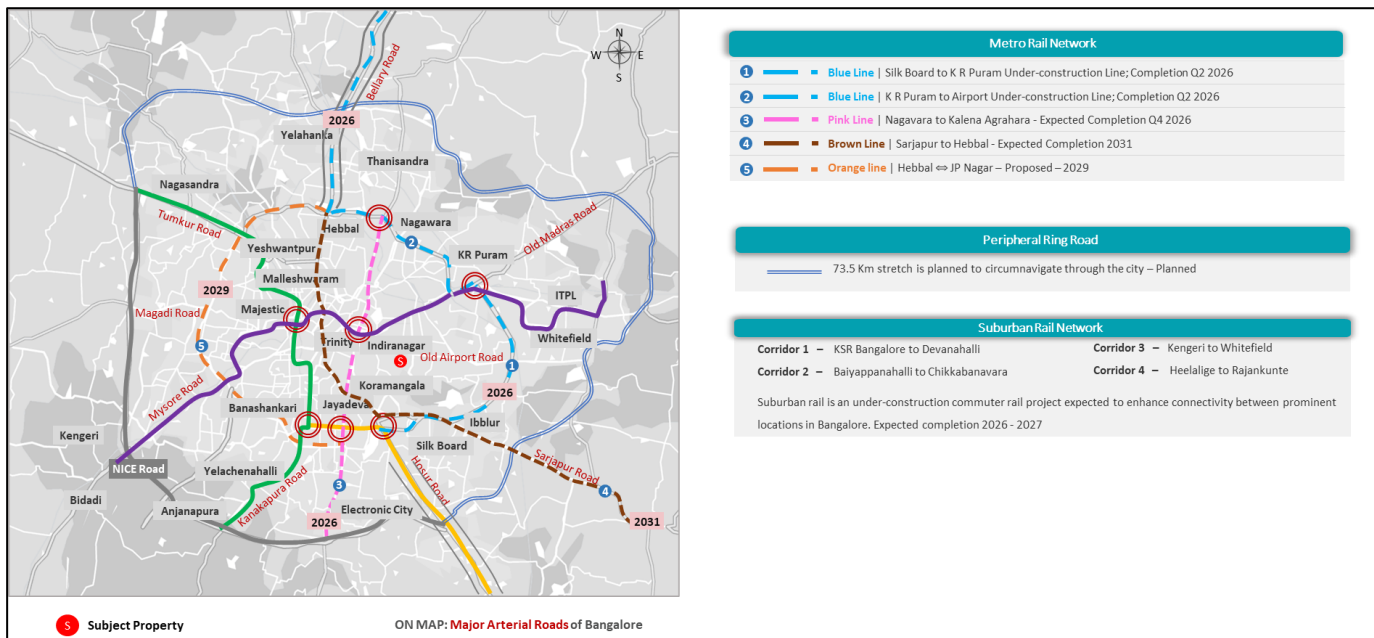 N
W E
S
Bellary Road
2026
Yelahanka
Thanisandra
Nagasandra
Tumkur Road
Hebbal
Nagawara
Old Madras Road
2
Yeshwantpur
KR Puram
Malleshwaram
2029
ITPL
Magadi Road
Majestic
Whitefield
Trinity
Indiranagar
5
S
Old Airport Road
1
Mysore Road
Koramangala
2026
Banashankari
Jayadeva
Ibblur
Kengeri
Silk Board
NICE Road
Yelachenahalli
Sarjapur Road
Hosur Road
Bidadi
Kanakapura Road
3
4
Anjanapura
Electronic City
2026
2031
S Subject Property
ON MAP: Major Arterial Roads of Bangalore
Metro Rail Network
1 Blue Line | Silk Board to K R Puram Under-construction Line; Completion Q2 2026
2 Blue Line | K R Puram to Airport Under-construction Line; Completion Q2 2026
3 Pink Line | Nagavara to Kalena Agrahara - Expected Completion Q4 2026
4 Brown Line | Sarjapur to Hebbal - Expected Completion 2031
5 Orange line | Hebbal ⇔ JP Nagar – Proposed – 2029
Peripheral Ring Road
73.5 Km stretch is planned to circumnavigate through the city – Planned
Suburban Rail Network
Corridor 1 – KSR Bangalore to Devanahalli
Corridor 3 – Kengeri to Whitefield
Corridor 2 – Baiyappanahalli to Chikkabanavara
Corridor 4 – Heelalige to Rajankunte
Suburban rail is an under-construction commuter rail project expected to enhance connectivity between prominent
locations in Bangalore. Expected completion 2026 - 2027